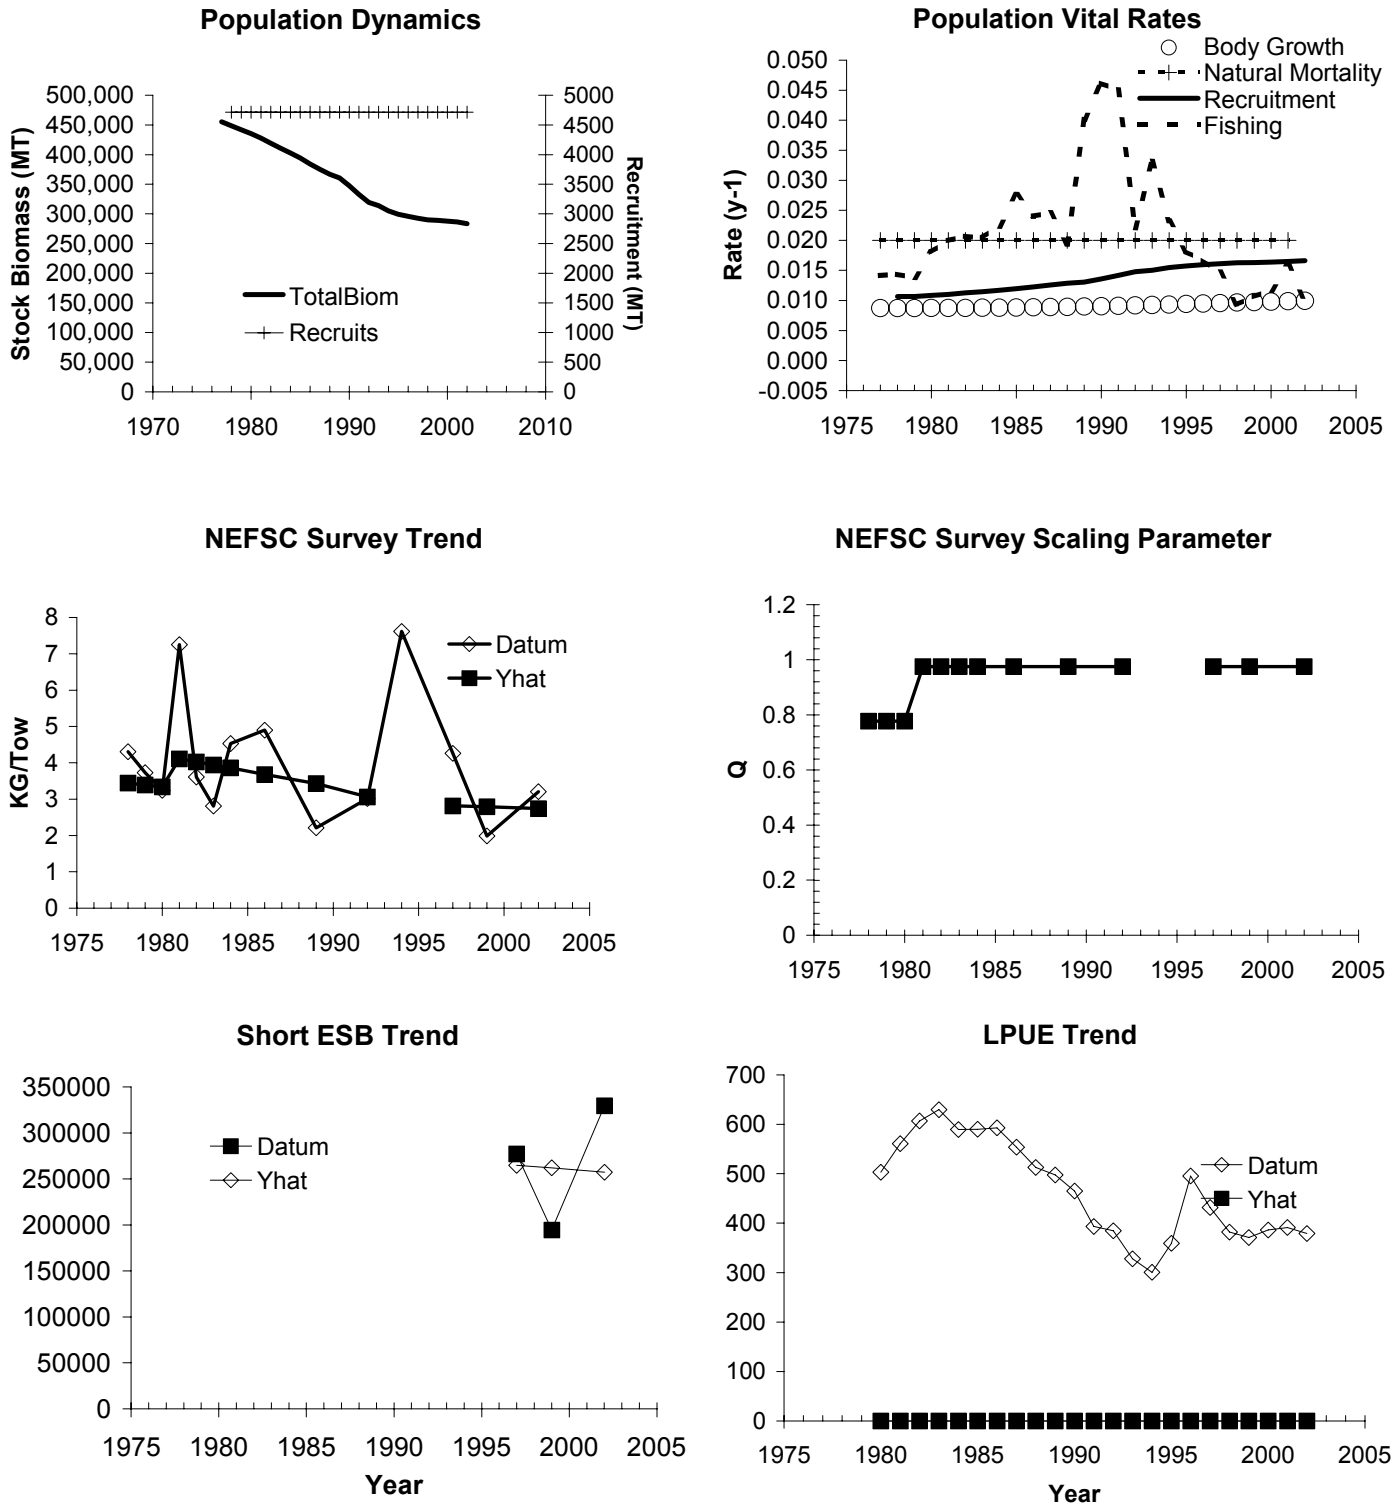 Population Dynamics
500,000
450,000
400,000
350,000
300,000
250,000
200,000
150,000
100,000
50,000
0
Stock Biomass (MT)
5000
4500
4000
3500
3000
2500
2000
1500
1000
500
0
Recruitment (MT)
TotalBiom
Recruits
1970 1980 1990 2000 2010
Population Vital Rates
Body Growth
Natural Mortality
Recruitment
Fishing
0.050
0.045
0.040
0.035
0.030
0.025
0.020
0.015
0.010
0.005
0.000
-0.005
Rate (y-1)
1975 1980 1985 1990 1995 2000 2005
NEFSC Survey Trend
8
7
6
5
4
3
2
1
0
KG/Tow
Datum
Yhat
1975 1980 1985 1990 1995 2000 2005
NEFSC Survey Scaling Parameter
1.2
1
0.8
0.6
0.4
0.2
0
Q
1975 1980 1985 1990 1995 2000 2005
Short ESB Trend
350000
300000
250000
200000
150000
100000
50000
0
Datum
Yhat
1975 1980 1985 1990 1995 2000 2005
Year
LPUE Trend
700
600
500
400
300
200
100
0
Datum
Yhat
1975 1980 1985 1990 1995 2000 2005
Year